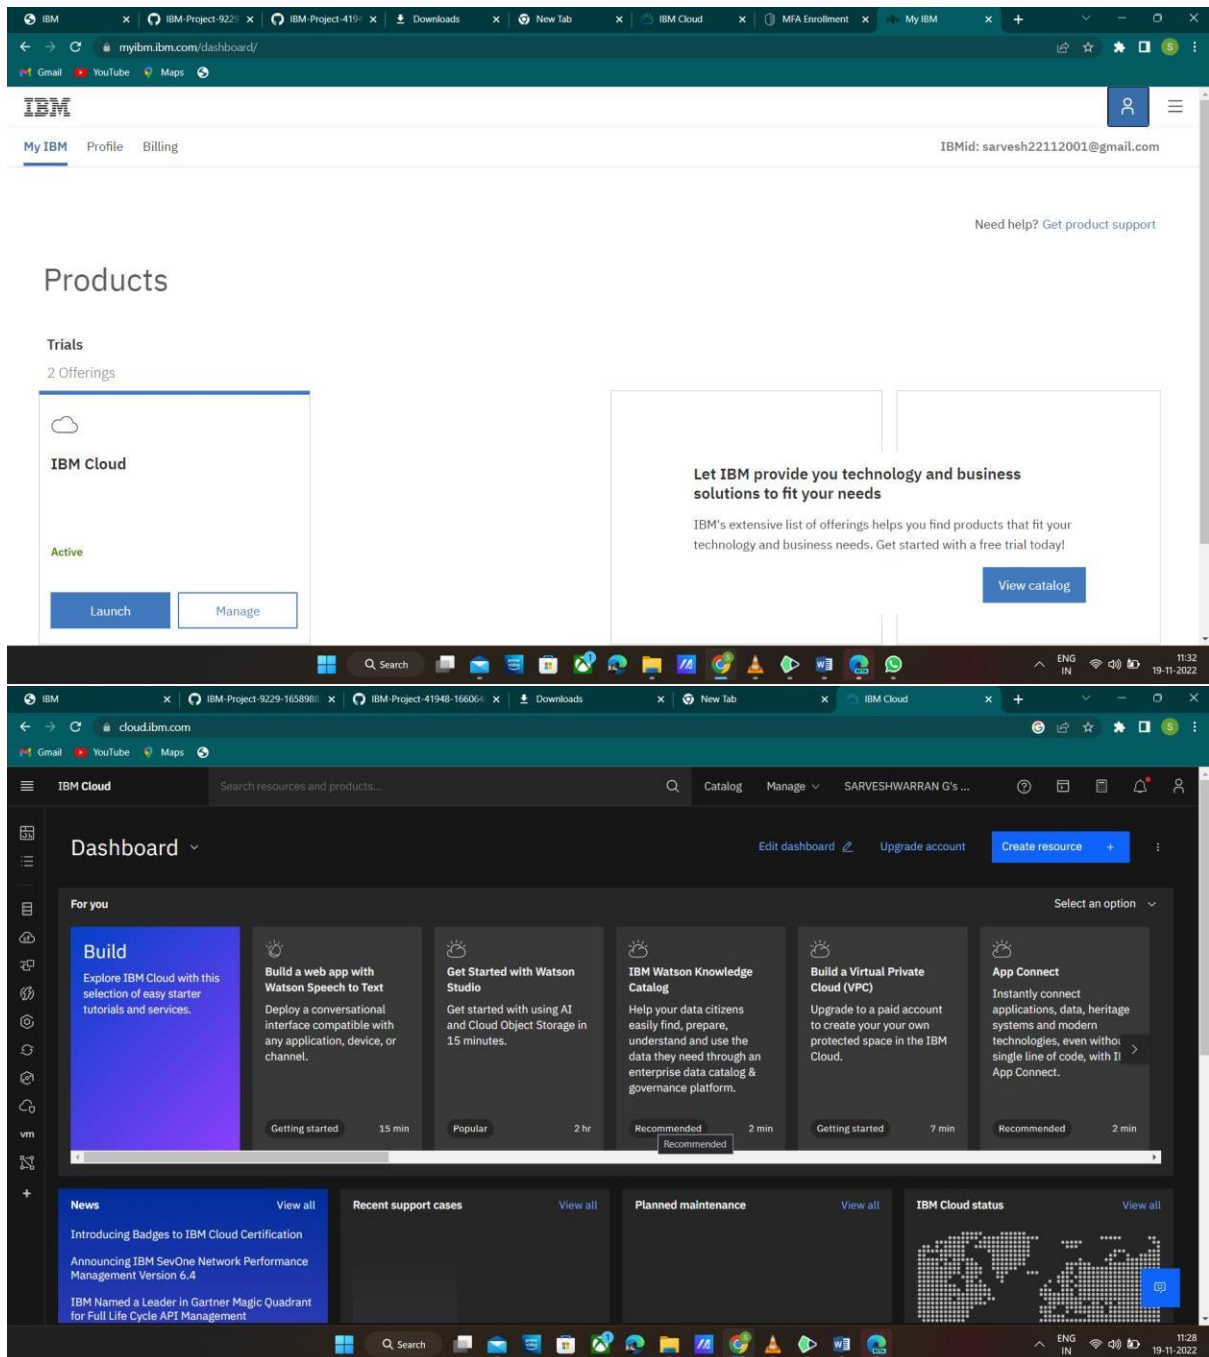 IBM
IBM-Project-9229
IBM-Project-4194
Downloads
New Tab
IBM Cloud
MFA Enrollment
My IBM
myibm.ibm.com/dashboard/
S
Gmail
YouTube
Maps
IBM
My IBM
Profile
Billing
IBMid: sarvesh22112001@gmail.com
Need help? Get product support
Products
Trials
2 Offerings
IBM Cloud
Active
Launch
Manage
Let IBM provide you technology and business
solutions to fit your needs
IBM's extensive list of offerings helps you find products that fit your
technology and business needs. Get started with a free trial today!
View catalog
Search
ENG
IN
11:32
19-11-2022
IBM
IBM-Project-9229-1658988
IBM-Project-41948-16606
Downloads
New Tab
IBM Cloud
cloud.ibm.com
S
Gmail
YouTube
Maps
IBM Cloud
Search resources and products...
Catalog
Manage
SARVESHWARRAN G's ...
Dashboard
Edit dashboard
Upgrade account
Create resource +
For you
Select an option
Build
Explore IBM Cloud with this
selection of easy starter
tutorials and services.
Build a web app with
Watson Speech to Text
Deploy a conversational
interface compatible with
any application, device, or
channel.
Getting started
15 min
Get Started with Watson
Studio
Get started with using AI
and Cloud Object Storage in
15 minutes.
Popular
2 hr
IBM Watson Knowledge
Catalog
Help your data citizens
easily find, prepare,
understand and use the
data they need through an
enterprise data catalog &
governance platform.
Recommended
2 min
Recommended
Build a Virtual Private
Cloud (VPC)
Upgrade to a paid account
to create your your own
protected space in the IBM
Cloud.
Getting started
7 min
App Connect
Instantly connect
applications, data, heritage
systems and modern
technologies, even withou
single line of code, with I
App Connect.
Recommended
2 min
vm
News
View all
Introducing Badges to IBM Cloud Certification
Announcing IBM SevOne Network Performance
Management Version 6.4
IBM Named a Leader in Gartner Magic Quadrant
for Full Life Cycle API Management
Recent support cases
View all
Planned maintenance
View all
IBM Cloud status
View all
Search
ENG
IN
11:28
19-11-2022